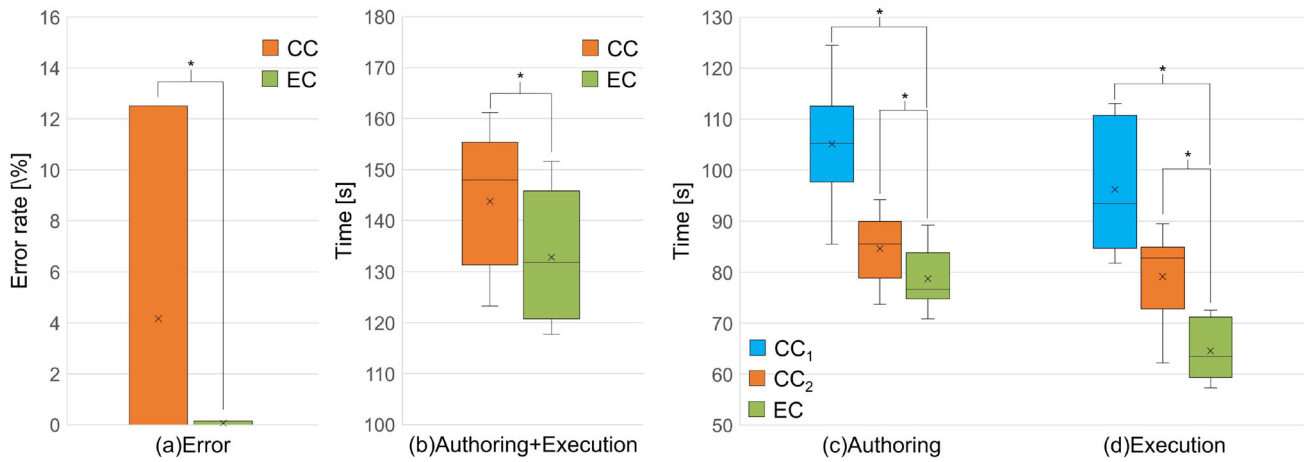 16
14
12
10
8
6
4
2
0
Error rate [\%]
*
CC
EC
(a)Error
180
170
160
150
140
130
120
110
100
Time [s]
*
CC
EC
(b)Authoring+Execution
130
120
110
100
90
80
70
60
50
Time [s]
*
*
*
*
CC₁
CC₂
EC
(c)Authoring
(d)Execution